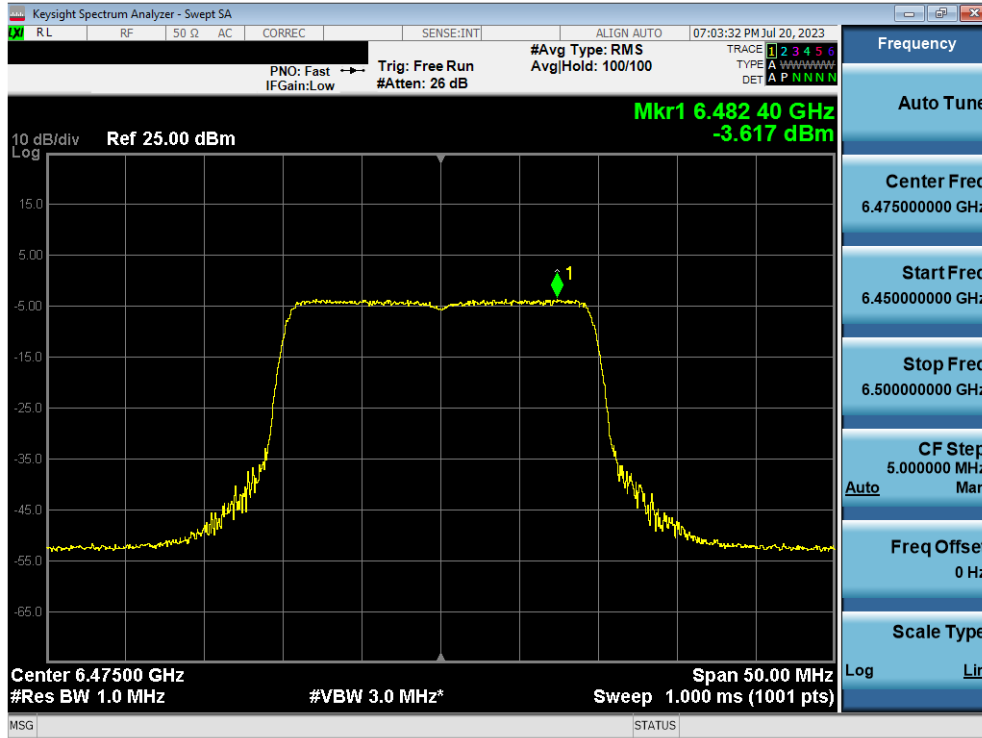 Keysight Spectrum Analyzer - Swept SA
LXI RL RF 50 Ω AC CORREC SENSE:INT ALIGN AUTO 07:03:32 PM Jul 20, 2023
#Avg Type: RMS TRACE 1 2 3 4 5 6
PNO: Fast Trig: Free Run Avg|Hold: 100/100 TYPE A WWWWW
IFGain:Low #Atten: 26 dB DET A P N N N N
Mkr1 6.482 40 GHz
-3.617 dBm
10 dB/div Ref 25.00 dBm
Log
15.0
5.00
1
-5.00
-15.0
-25.0
-35.0
-45.0
-55.0
-65.0
Center 6.47500 GHz Span 50.00 MHz
#Res BW 1.0 MHz #VBW 3.0 MHz* Sweep 1.000 ms (1001 pts)
MSG STATUS
Frequency
Auto Tune
Center Freq
6.475000000 GHz
Start Freq
6.450000000 GHz
Stop Freq
6.500000000 GHz
CF Step
5.000000 MHz
Auto Man
Freq Offset
0 Hz
Scale Type
Log Lin